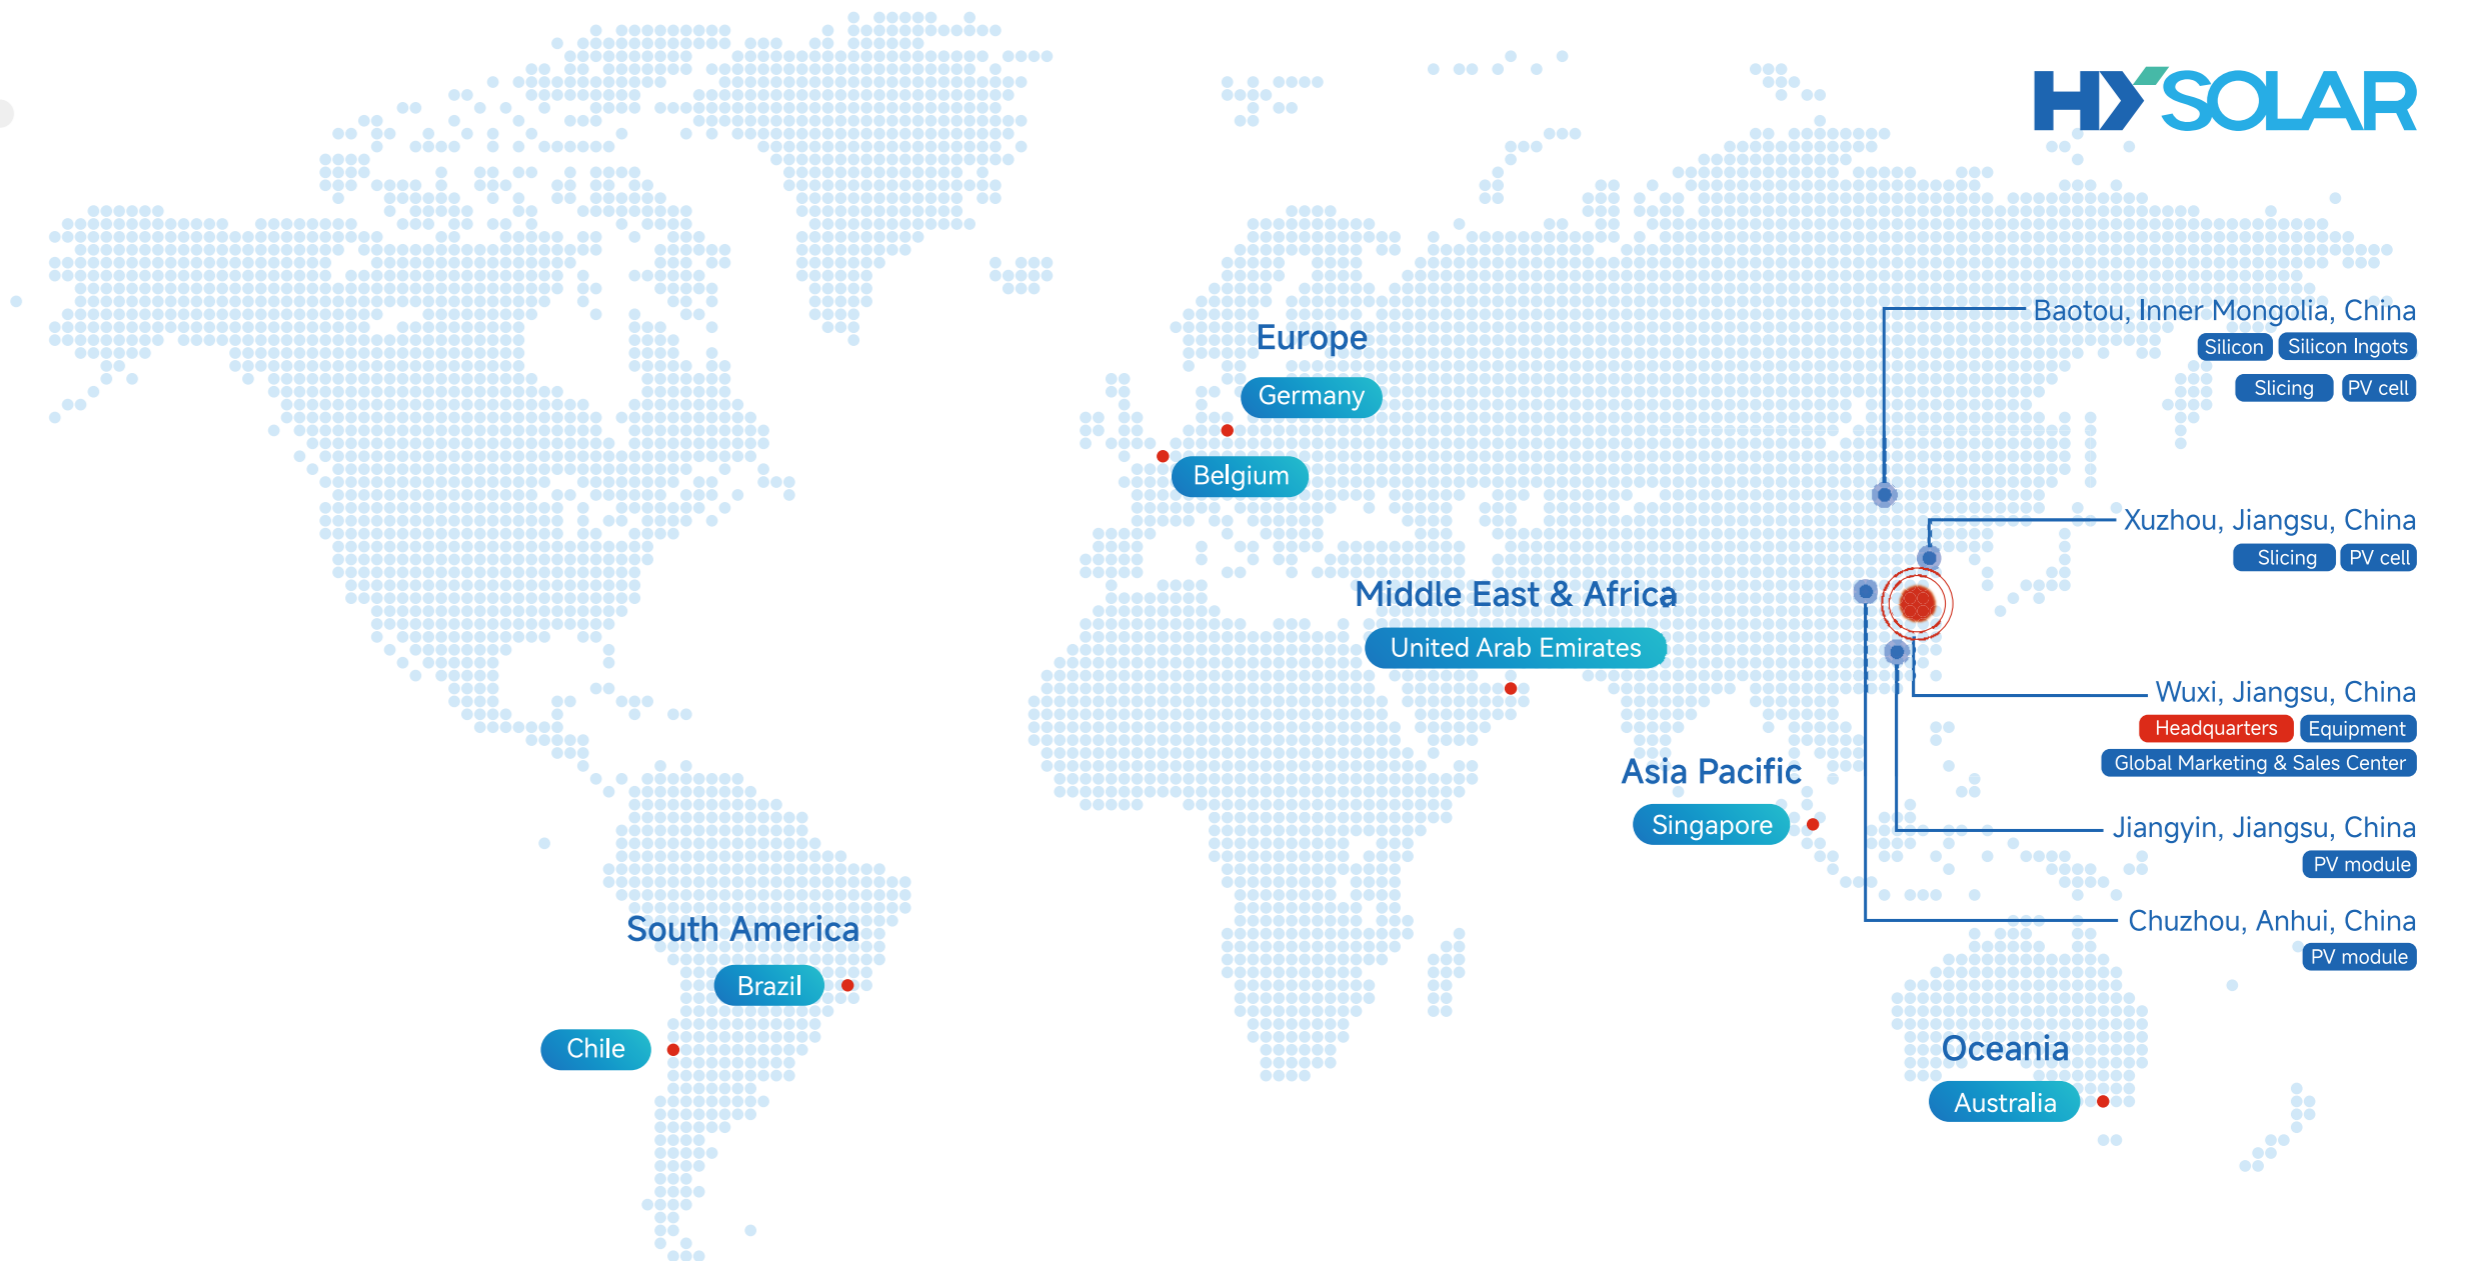 HY SOLAR
Europe
Germany
Belgium
Middle East & Africa
United Arab Emirates
Asia Pacific
Singapore
South America
Brazil
Chile
Oceania
Australia
Baotou, Inner Mongolia, China
Silicon Silicon Ingots
Slicing PV cell
Xuzhou, Jiangsu, China
Slicing PV cell
Wuxi, Jiangsu, China
Headquarters Equipment
Global Marketing & Sales Center
Jiangyin, Jiangsu, China
PV module
Chuzhou, Anhui, China
PV module